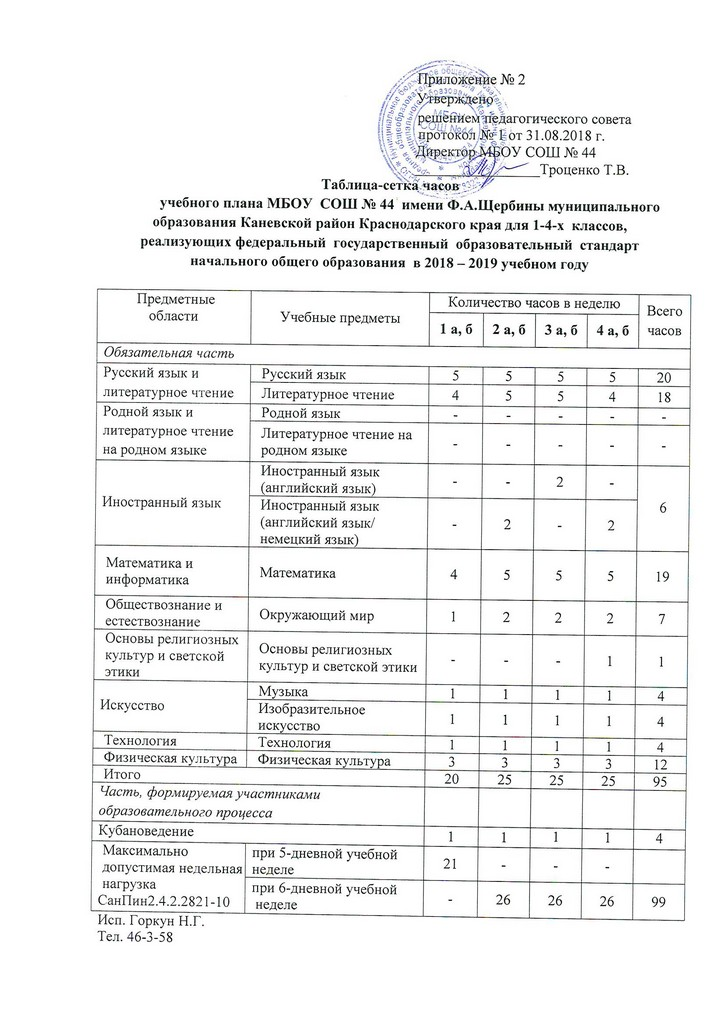 Приложение № 2
Утверждено
решением педагогического совета
протокол № 1 от 31.08.2018 г.
Директор МБОУ СОШ № 44
Троценко Т.В.
Таблица-сетка часов
учебного плана МБОУ СОШ № 44 имени Ф.А.Щербины муниципального
образования Каневской район Краснодарского края для 1-4-х классов,
реализующих федеральный государственный образовательный стандарт
начального общего образования в 2018 – 2019 учебном году
Предметные области Учебные предметы Количество часов в неделю Всего часов
1 а, б 2 а, б 3 а, б 4 а, б
Обязательная часть
Русский язык и литературное чтение
Русский язык 5 5 5 5 20
Литературное чтение 4 5 5 4 18
Родной язык и литературное чтение на родном языке
Родной язык - - - - -
Литературное чтение на родном языке - - - - -
Иностранный язык
Иностранный язык (английский язык) - - 2 - 6
Иностранный язык (английский язык/ немецкий язык) - 2 - 2
Математика и информатика Математика 4 5 5 5 19
Обществознание и естествознание Окружающий мир 1 2 2 2 7
Основы религиозных культур и светской этики Основы религиозных культур и светской этики - - - 1 1
Искусство
Музыка 1 1 1 1 4
Изобразительное искусство 1 1 1 1 4
Технология Технология 1 1 1 1 4
Физическая культура Физическая культура 3 3 3 3 12
Итого 20 25 25 25 95
Часть, формируемая участниками
образовательного процесса
Кубановедение 1 1 1 1 4
Максимально допустимая недельная нагрузка СанПин2.4.2.2821-10
при 5-дневной учебной неделе 21 - - -
при 6-дневной учебной неделе - 26 26 26 99
Исп. Горкун Н.Г.
Тел. 46-3-58
МБОУ
СОШ №44